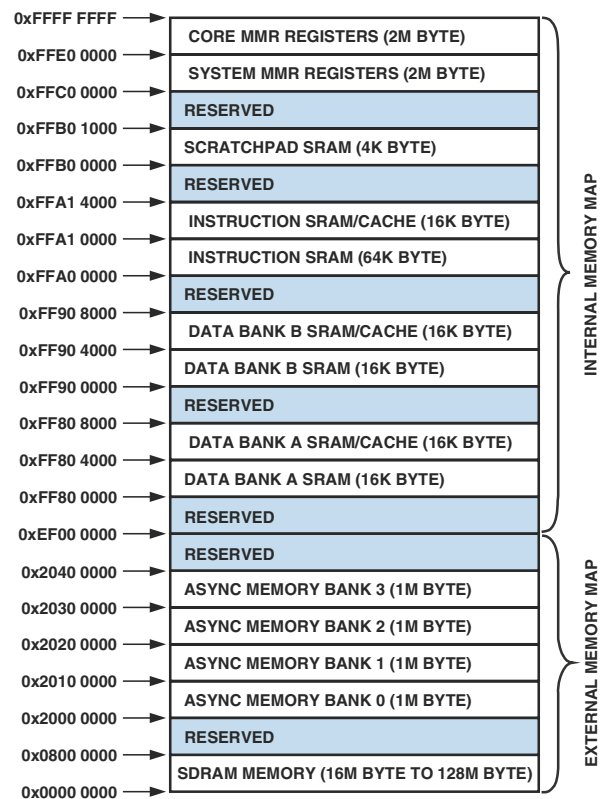 0xFFFF FFFF
CORE MMR REGISTERS (2M BYTE)
0xFFE0 0000
SYSTEM MMR REGISTERS (2M BYTE)
0xFFC0 0000
RESERVED
0xFFB0 1000
SCRATCHPAD SRAM (4K BYTE)
0xFFB0 0000
RESERVED
0xFFA1 4000
INSTRUCTION SRAM/CACHE (16K BYTE)
0xFFA1 0000
INSTRUCTION SRAM (64K BYTE)
0xFFA0 0000
RESERVED
0xFF90 8000
DATA BANK B SRAM/CACHE (16K BYTE)
0xFF90 4000
DATA BANK B SRAM (16K BYTE)
0xFF90 0000
RESERVED
0xFF80 8000
DATA BANK A SRAM/CACHE (16K BYTE)
0xFF80 4000
DATA BANK A SRAM (16K BYTE)
0xFF80 0000
RESERVED
0xEF00 0000
RESERVED
0x2040 0000
ASYNC MEMORY BANK 3 (1M BYTE)
0x2030 0000
ASYNC MEMORY BANK 2 (1M BYTE)
0x2020 0000
ASYNC MEMORY BANK 1 (1M BYTE)
0x2010 0000
ASYNC MEMORY BANK 0 (1M BYTE)
0x2000 0000
RESERVED
0x0800 0000
SDRAM MEMORY (16M BYTE TO 128M BYTE)
0x0000 0000
INTERNAL MEMORY MAP
EXTERNAL MEMORY MAP